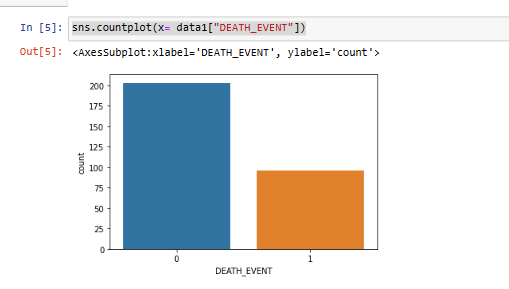 In [5]: sns.countplot(x= data1["DEATH_EVENT"])
Out[5]: <AxesSubplot:xlabel='DEATH_EVENT', ylabel='count'>
200
175
150
125
100
75
50
25
0
count
0 1
DEATH_EVENT